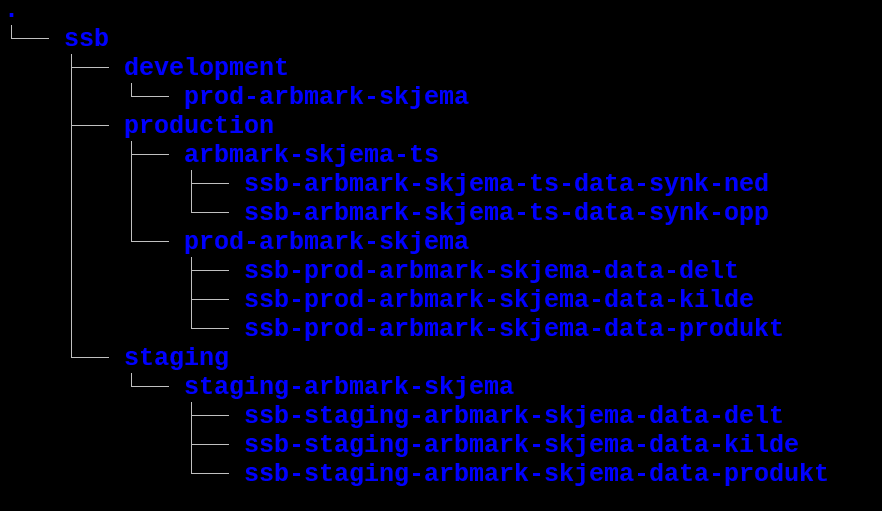 .
└── ssb
    ├── development
    │   └── prod-arbmark-skjema
    ├── production
    │   ├── arbmark-skjema-ts
    │   │   ├── ssb-arbmark-skjema-ts-data-synk-ned
    │   │   └── ssb-arbmark-skjema-ts-data-synk-opp
    │   └── prod-arbmark-skjema
    │       ├── ssb-prod-arbmark-skjema-data-delt
    │       ├── ssb-prod-arbmark-skjema-data-kilde
    │       └── ssb-prod-arbmark-skjema-data-produkt
    └── staging
        └── staging-arbmark-skjema
            ├── ssb-staging-arbmark-skjema-data-delt
            ├── ssb-staging-arbmark-skjema-data-kilde
            └── ssb-staging-arbmark-skjema-data-produkt